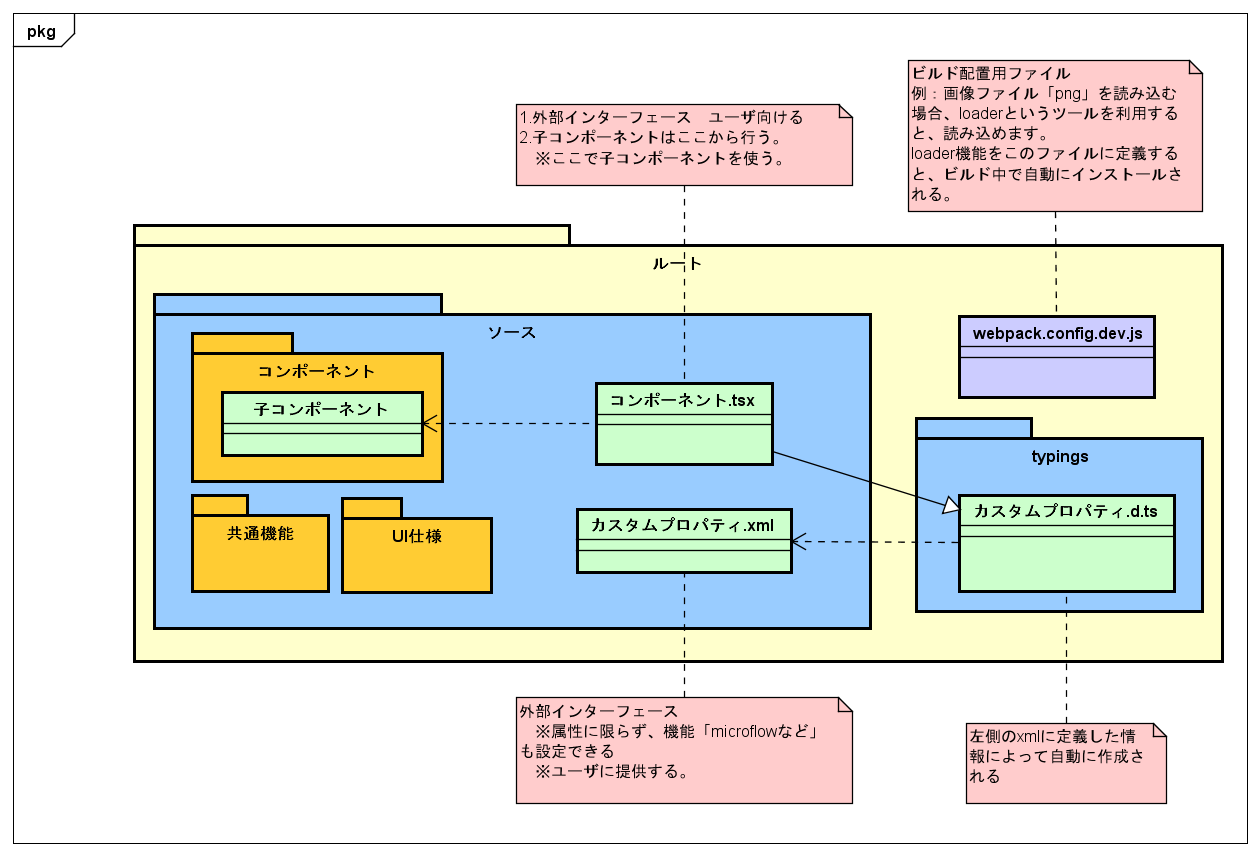 pkg
ビルド配置用ファイル
例：画像ファイル「png」を読み込む
場合、loaderというツールを利用する
と、読み込めます。
loader機能をこのファイルに定義する
と、ビルド中で自動にインストールさ
れる。
1.外部インターフェース　ユーザ向ける
2.子コンポーネントはここから行う。
　※ここで子コンポーネントを使う。
ルート
ソース
コンポーネント
子コンポーネント
コンポーネント.tsx
webpack.config.dev.js
typings
カスタムプロパティ.d.ts
カスタムプロパティ.xml
共通機能
UI仕様
外部インターフェース
　※属性に限らず、機能「microflowなど」
も設定できる
　※ユーザに提供する。
左側のxmlに定義した情
報によって自動に作成さ
れる